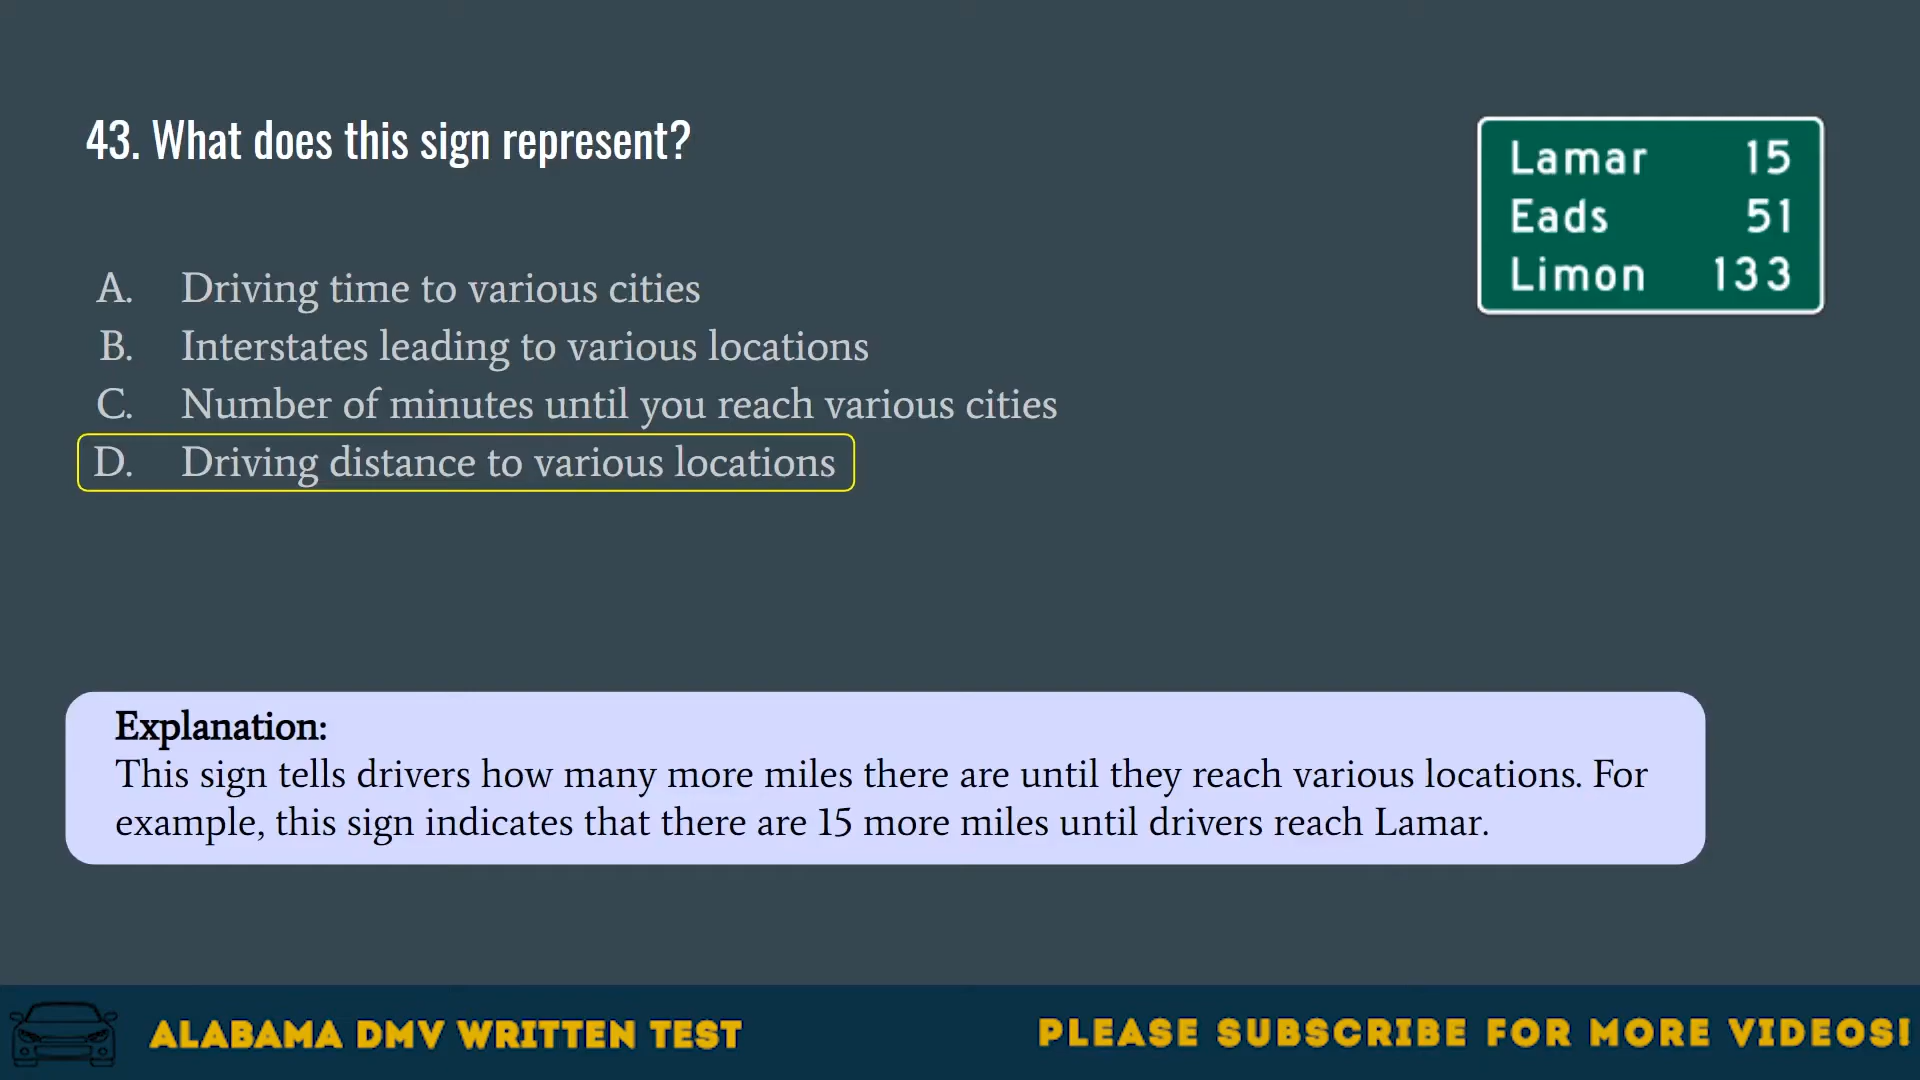 43. What does this sign represent?
Lamar 15
Eads 51
Limon 133
A. Driving time to various cities
B. Interstates leading to various locations
C. Number of minutes until you reach various cities
D. Driving distance to various locations
Explanation:
This sign tells drivers how many more miles there are until they reach various locations. For
example, this sign indicates that there are 15 more miles until drivers reach Lamar.
ALABAMA DMV WRITTEN TEST
PLEASE SUBSCRIBE FOR MORE VIDEOS!